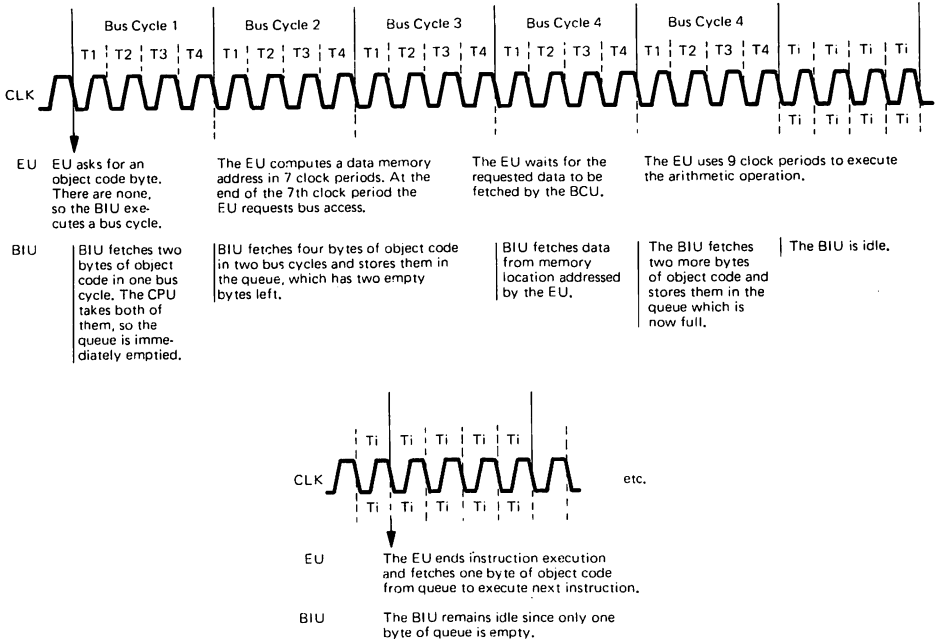 Bus Cycle 1 Bus Cycle 2 Bus Cycle 3 Bus Cycle 4 Bus Cycle 4
T1 T2 T3 T4 T1 T2 T3 T4 T1 T2 T3 T4 T1 T2 T3 T4 T1 T2 T3 T4 Ti Ti Ti Ti
CLK
Ti Ti Ti Ti
EU
EU asks for an
object code byte.
There are none,
so the BIU exe-
cutes a bus cycle.
The EU computes a data memory
address in 7 clock periods. At the
end of the 7th clock period the
EU requests bus access.
The EU waits for the
requested data to be
fetched by the BCU.
The EU uses 9 clock periods to execute
the arithmetic operation.
BIU
BIU fetches two
bytes of object
code in one bus
cycle. The CPU
takes both of
them, so the
queue is imme-
diately emptied.
BIU fetches four bytes of object code
in two bus cycles and stores them in
the queue, which has two empty
bytes left.
BIU fetches data
from memory
location addressed
by the EU.
The BIU fetches
two more bytes
of object code and
stores them in the
queue which is
now full.
The BIU is idle.
Ti Ti Ti Ti Ti
CLK
etc.
Ti Ti Ti Ti Ti
EU
The EU ends instruction execution
and fetches one byte of object code
from queue to execute next instruction.
BIU
The BIU remains idle since only one
byte of queue is empty.